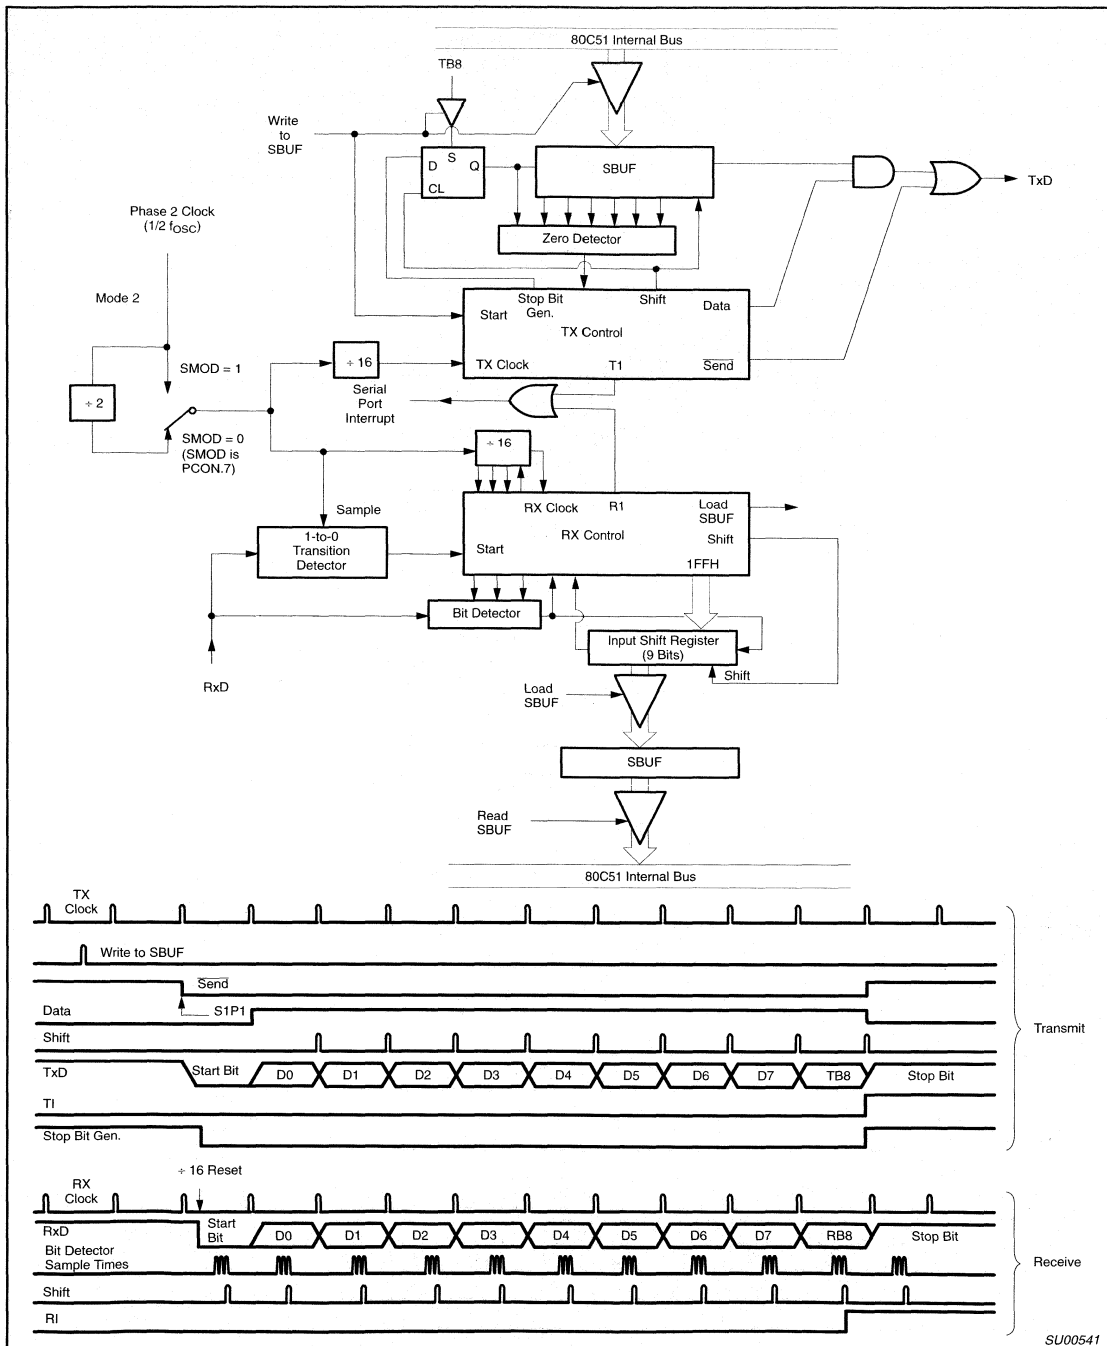 80C51 Internal Bus
TB8
Write
to
SBUF
S
D
Q
CL
SBUF
TxD
Phase 2 Clock
(1/2 fOSC)
Zero Detector
Mode 2
Stop Bit
Gen.
Shift
Data
Start
TX Control
SMOD = 1
÷ 16
TX Clock
T1
Send
÷ 2
Serial
Port
Interrupt
SMOD = 0
(SMOD is
PCON.7)
÷ 16
Sample
RX Clock
R1
Load
SBUF
RX Control
1-to-0
Transition
Detector
Start
Shift
1FFH
Bit Detector
Input Shift Register
(9 Bits)
Shift
RxD
Load
SBUF
SBUF
Read
SBUF
80C51 Internal Bus
TX
Clock
Write to SBUF
Send
Data
S1P1
Transmit
Shift
TxD
Start Bit
D0
D1
D2
D3
D4
D5
D6
D7
TB8
Stop Bit
TI
Stop Bit Gen.
÷ 16 Reset
RX
Clock
RxD
Start
Bit
D0
D1
D2
D3
D4
D5
D6
D7
RB8
Stop Bit
Bit Detector
Sample Times
Receive
Shift
RI
SU00541